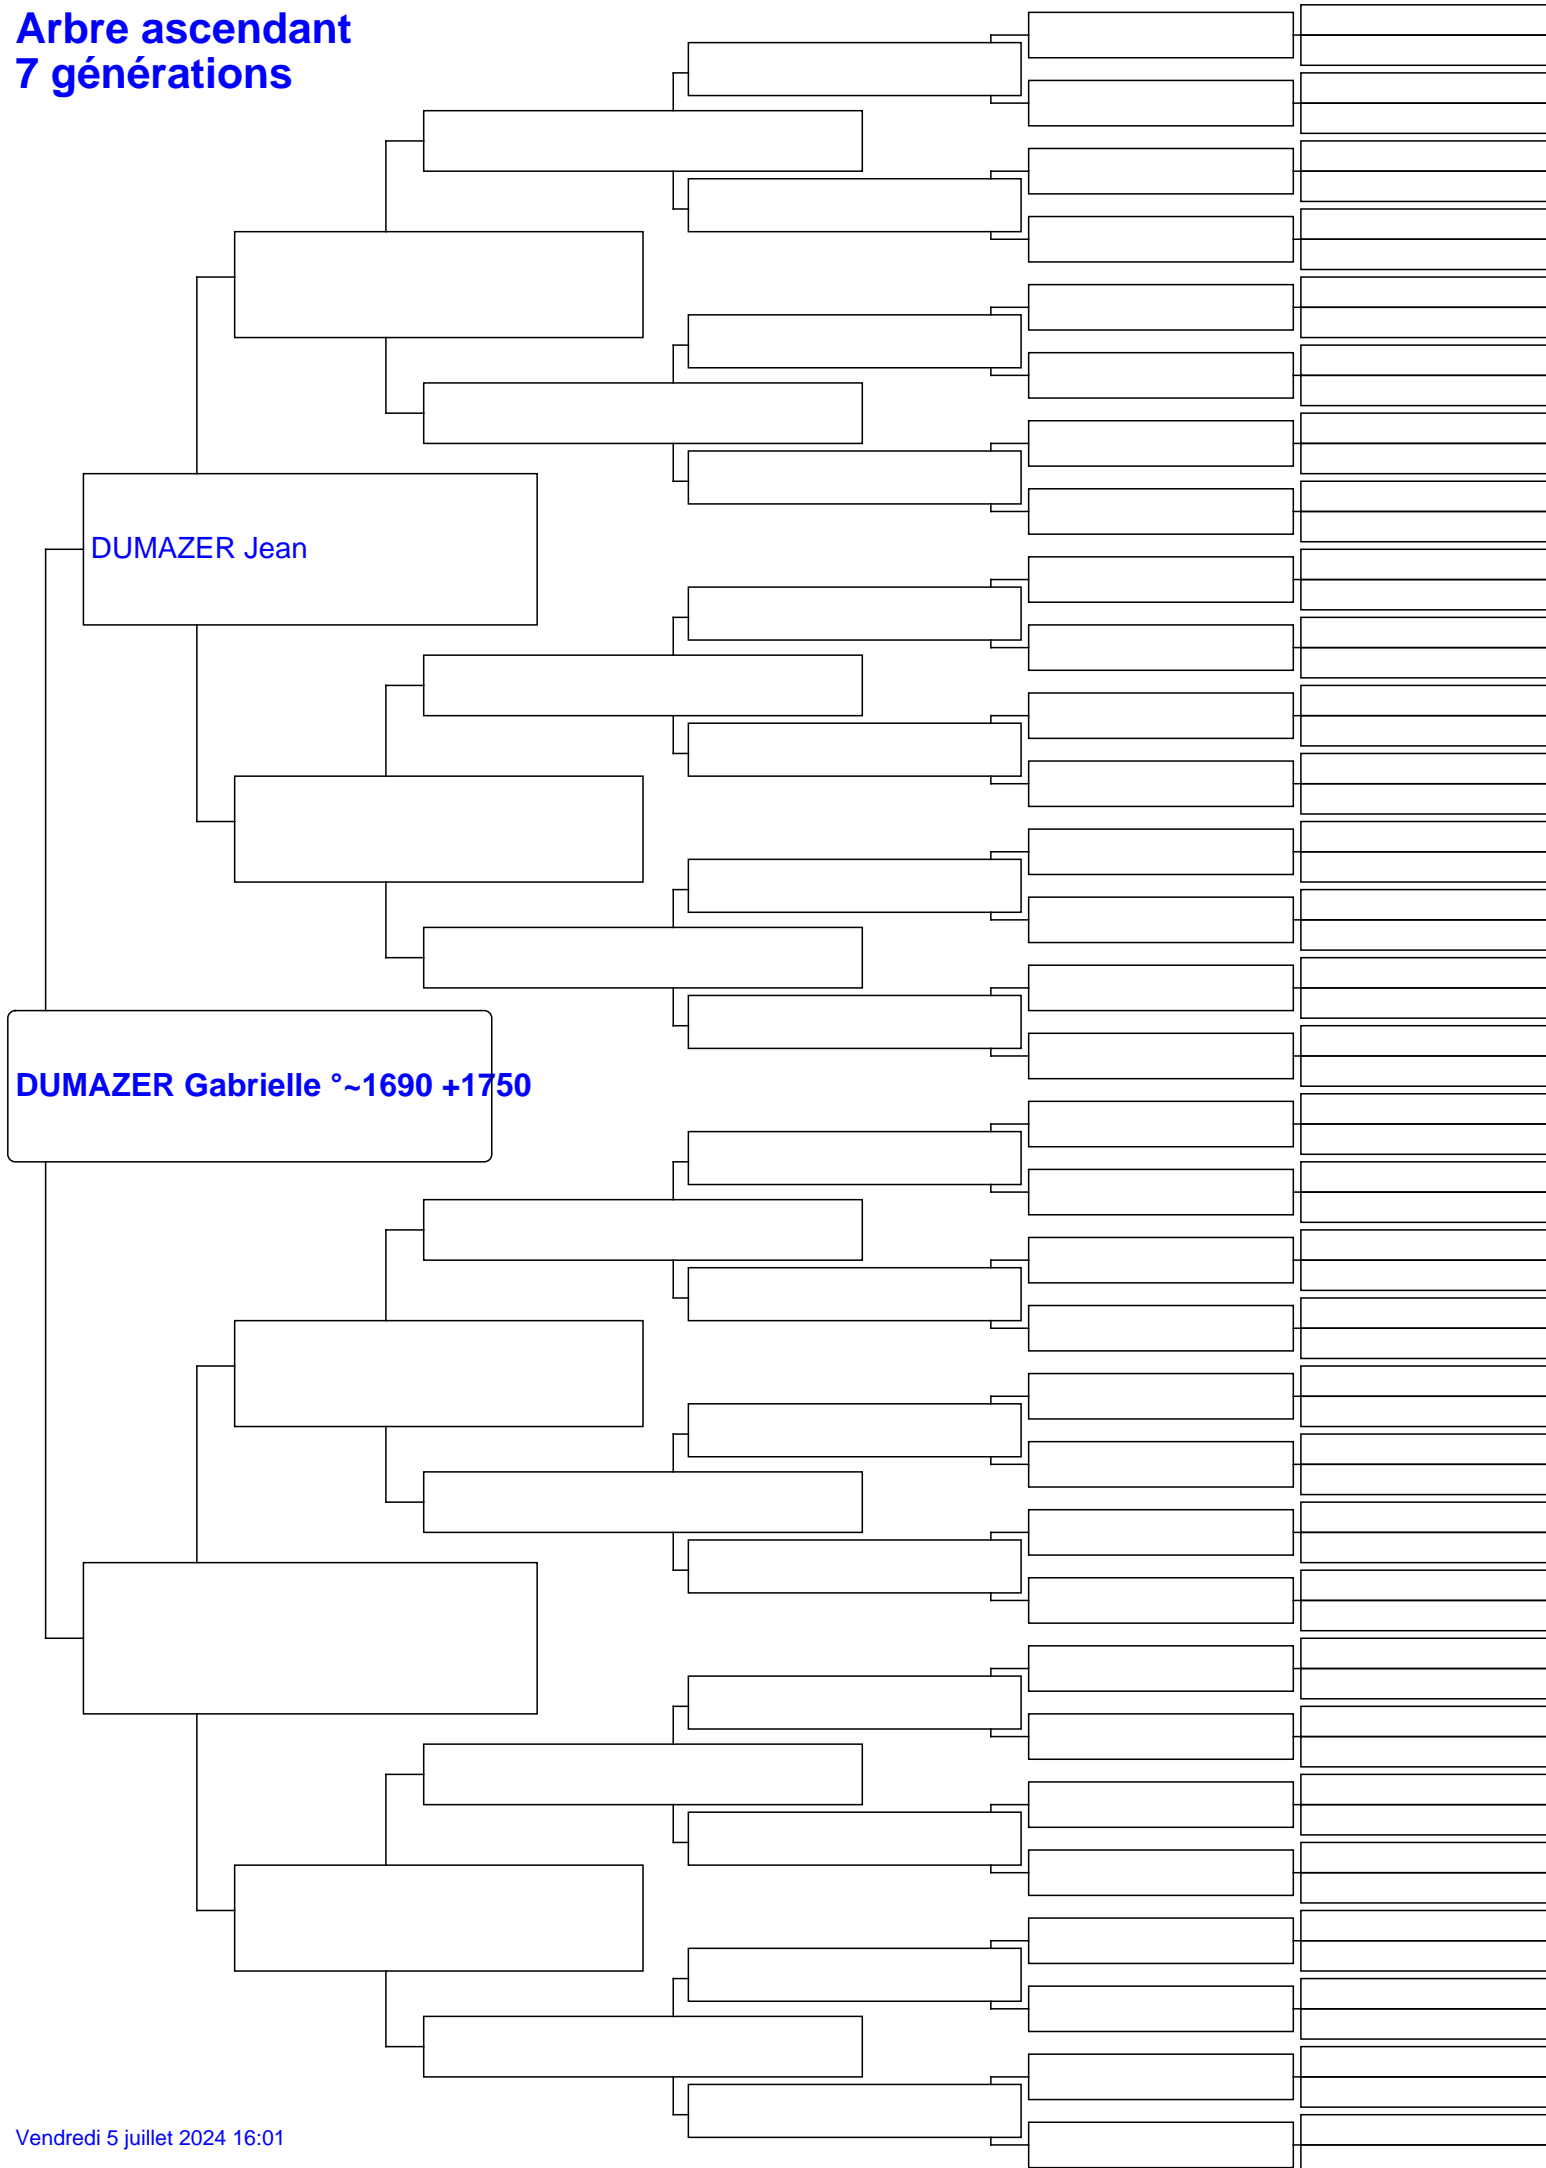 Arbre ascendant
7 générations
DUMAZER Jean
DUMAZER Gabrielle °~1690 +1750
Vendredi 5 juillet 2024 16:01